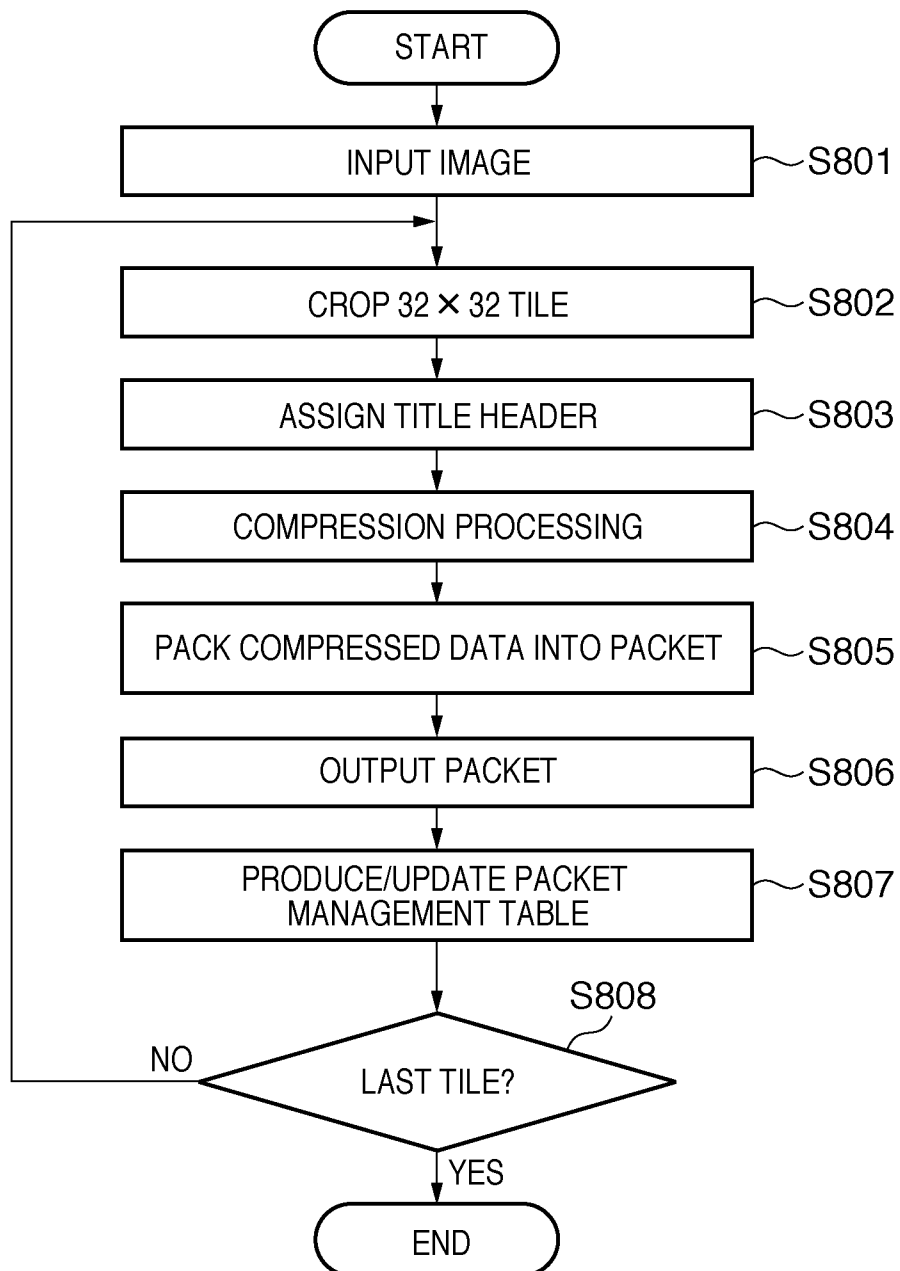 START
INPUT IMAGE
S801
CROP 32 × 32 TILE
S802
ASSIGN TITLE HEADER
S803
COMPRESSION PROCESSING
S804
PACK COMPRESSED DATA INTO PACKET
S805
OUTPUT PACKET
S806
PRODUCE/UPDATE PACKET
MANAGEMENT TABLE
S807
S808
NO
LAST TILE?
YES
END